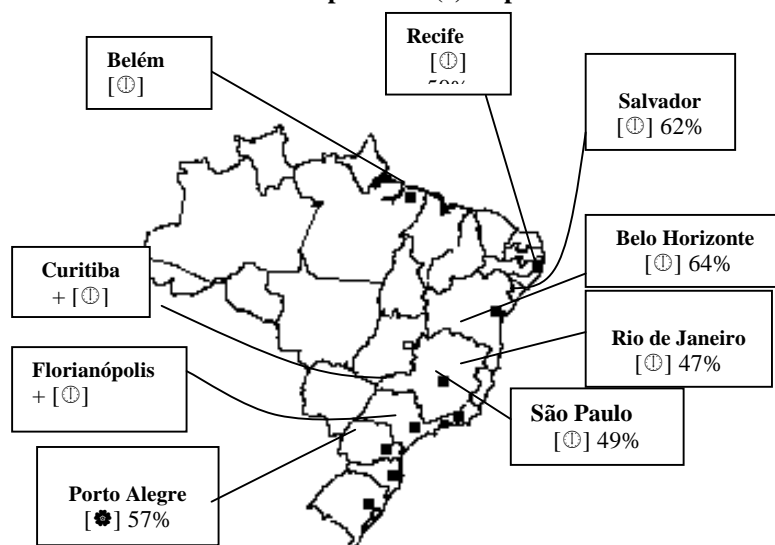 Belém
[⏼]
Recife
[⏼]
Salvador
[⏼] 62%
Belo Horizonte
[⏼] 64%
Curitiba
+ [⏼]
Rio de Janeiro
[⏼] 47%
Florianópolis
+ [⏼]
São Paulo
[⏼] 49%
Porto Alegre
[✿] 57%